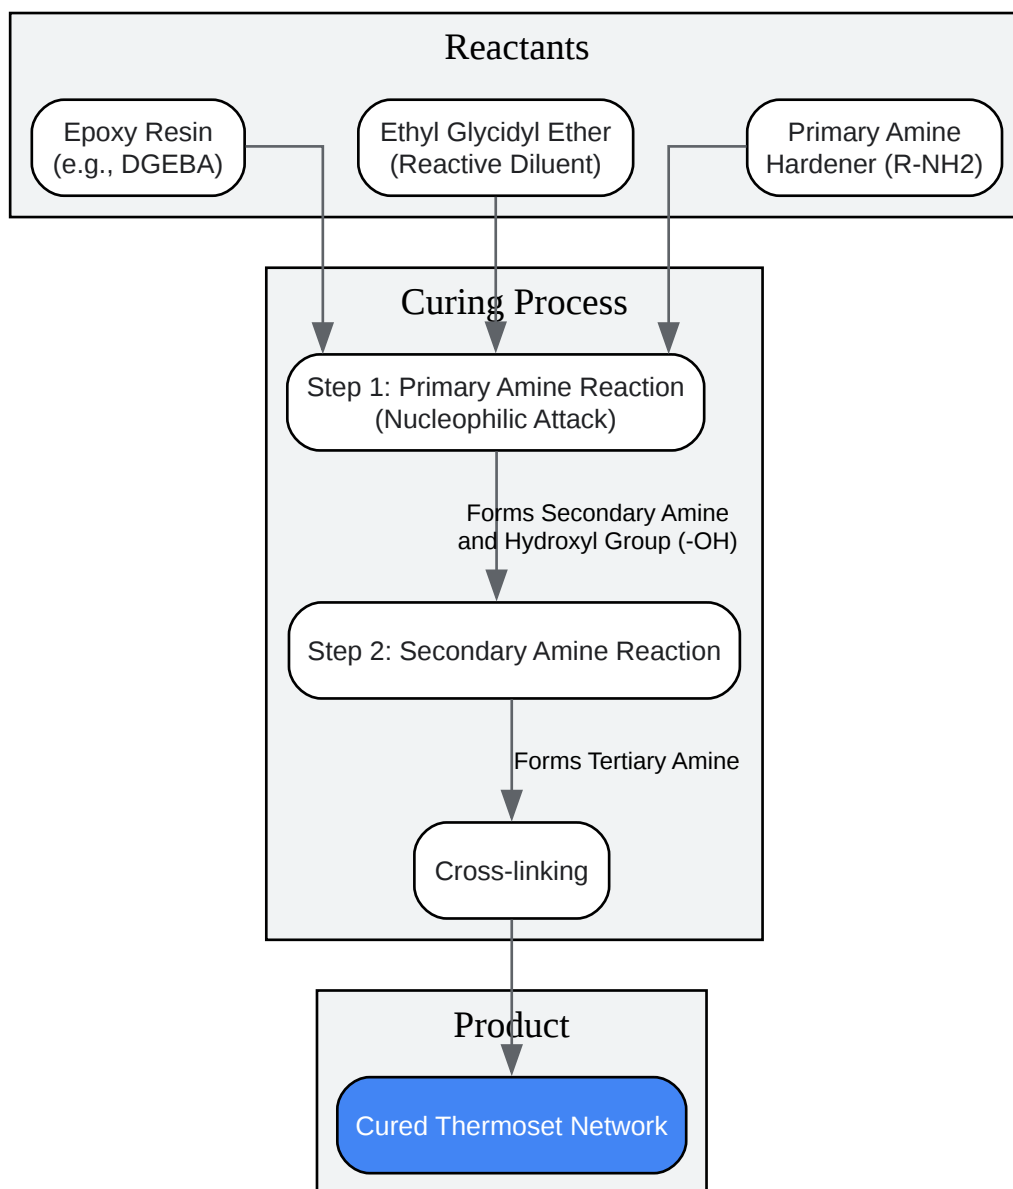 Reactants
Epoxy Resin
(e.g., DGEBA)
Ethyl Glycidyl Ether
(Reactive Diluent)
Primary Amine
Hardener (R-NH2)
Curing Process
Step 1: Primary Amine Reaction
(Nucleophilic Attack)
Forms Secondary Amine
and Hydroxyl Group (-OH)
Step 2: Secondary Amine Reaction
Forms Tertiary Amine
Cross-linking
Product
Cured Thermoset Network